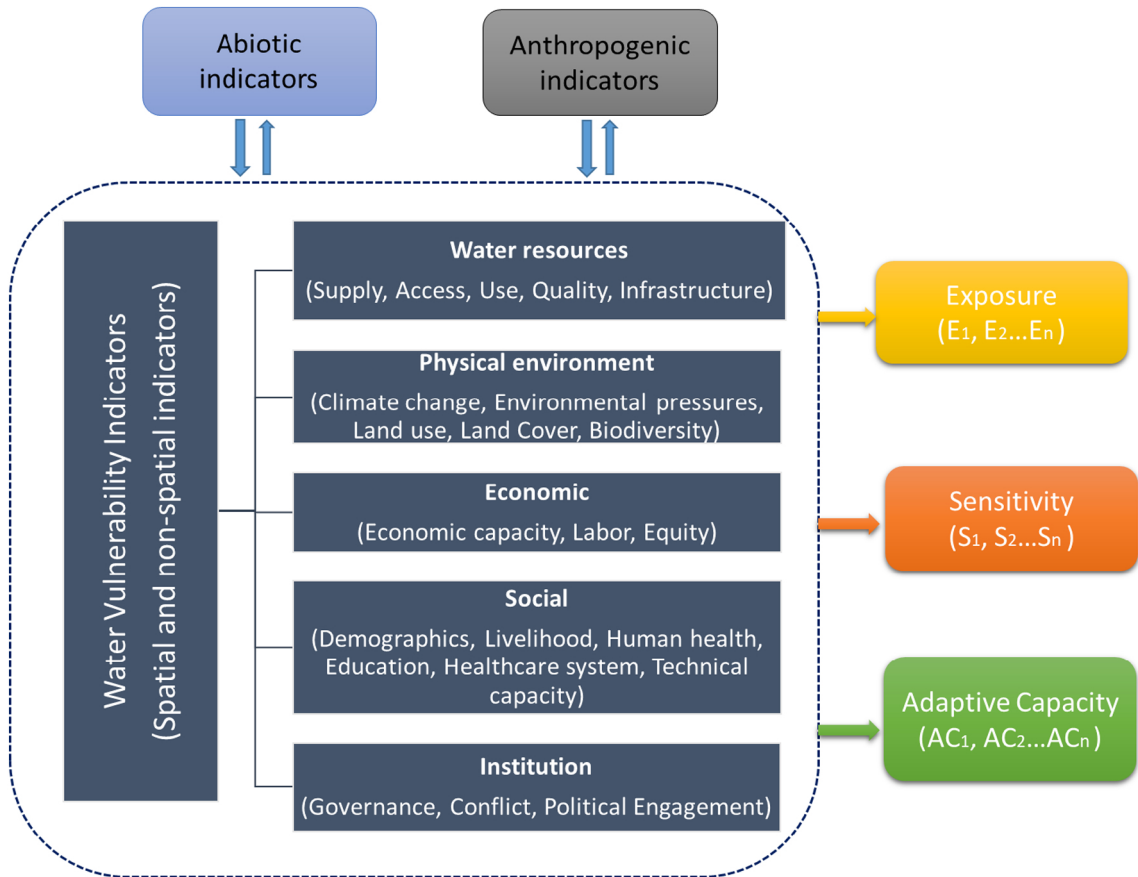 Abiotic
indicators
Anthropogenic
indicators
Water Vulnerability Indicators
(Spatial and non-spatial indicators)
Water resources
(Supply, Access, Use, Quality, Infrastructure)
Physical environment
(Climate change, Environmental pressures,
Land use, Land Cover, Biodiversity)
Economic
(Economic capacity, Labor, Equity)
Social
(Demographics, Livelihood, Human health,
Education, Healthcare system, Technical
capacity)
Institution
(Governance, Conflict, Political Engagement)
Exposure
(E₁, E₂...Eₙ)
Sensitivity
(S₁, S₂...Sₙ)
Adaptive Capacity
(AC₁, AC₂...ACₙ)